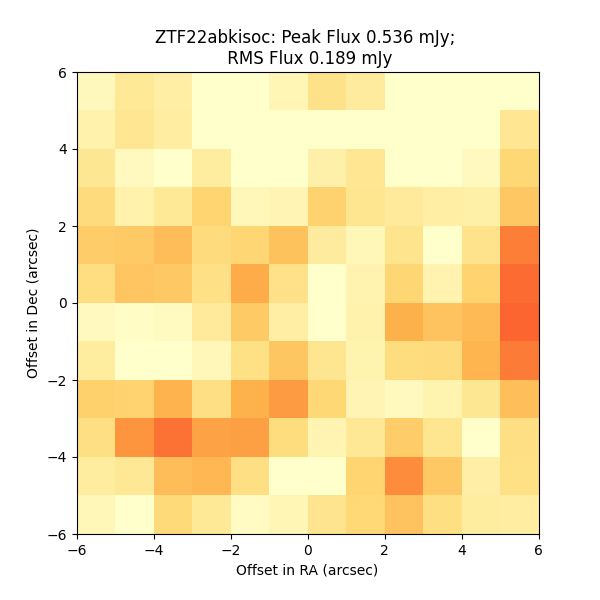 ZTF22abkisoc: Peak Flux 0.536 mJy;
RMS Flux 0.189 mJy
6
4
2
0
−2
−4
−6
Offset in Dec (arcsec)
−6 −4 −2 0 2 4 6
Offset in RA (arcsec)